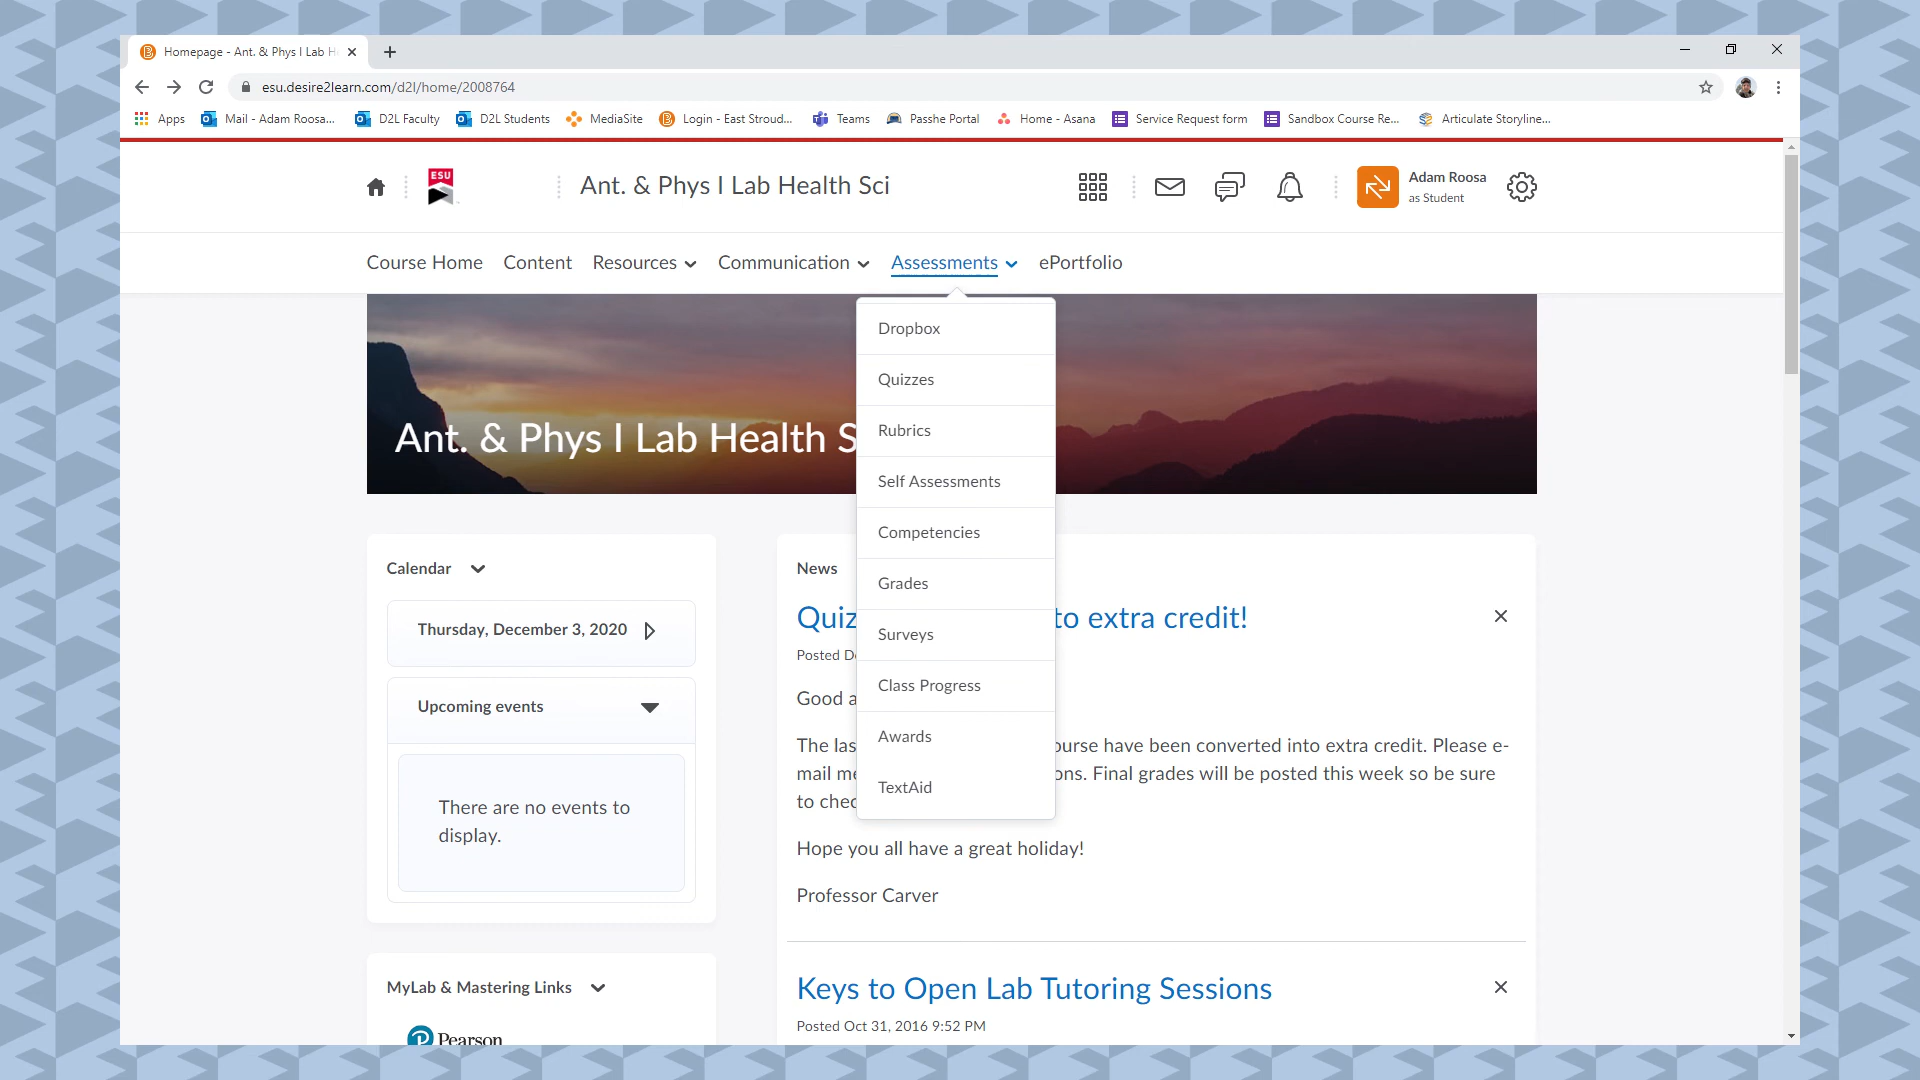 Homepage - Ant. & Phys I Lab H
esu.desire2learn.com/d2l/home/2008764
Apps
Mail - Adam Roosa...
D2L Faculty
D2L Students
MediaSite
Login - East Stroud...
Teams
Passhe Portal
Home - Asana
Service Request form
Sandbox Course Re...
Articulate Storyline...
ESU
Ant. & Phys I Lab Health Sci
Adam Roosa
as Student
Course Home
Content
Resources
Communication
Assessments
ePortfolio
Dropbox
Quizzes
Rubrics
Self Assessments
Competencies
Grades
Surveys
Class Progress
Awards
TextAid
Ant. & Phys I Lab Health S
Calendar
Thursday, December 3, 2020
Upcoming events
There are no events to
display.
MyLab & Mastering Links
Pearson
News
Quiz to extra credit!
Posted De
Good a
The las ourse have been converted into extra credit. Please e-
mail me ons. Final grades will be posted this week so be sure
to chec
Hope you all have a great holiday!
Professor Carver
Keys to Open Lab Tutoring Sessions
Posted Oct 31, 2016 9:52 PM